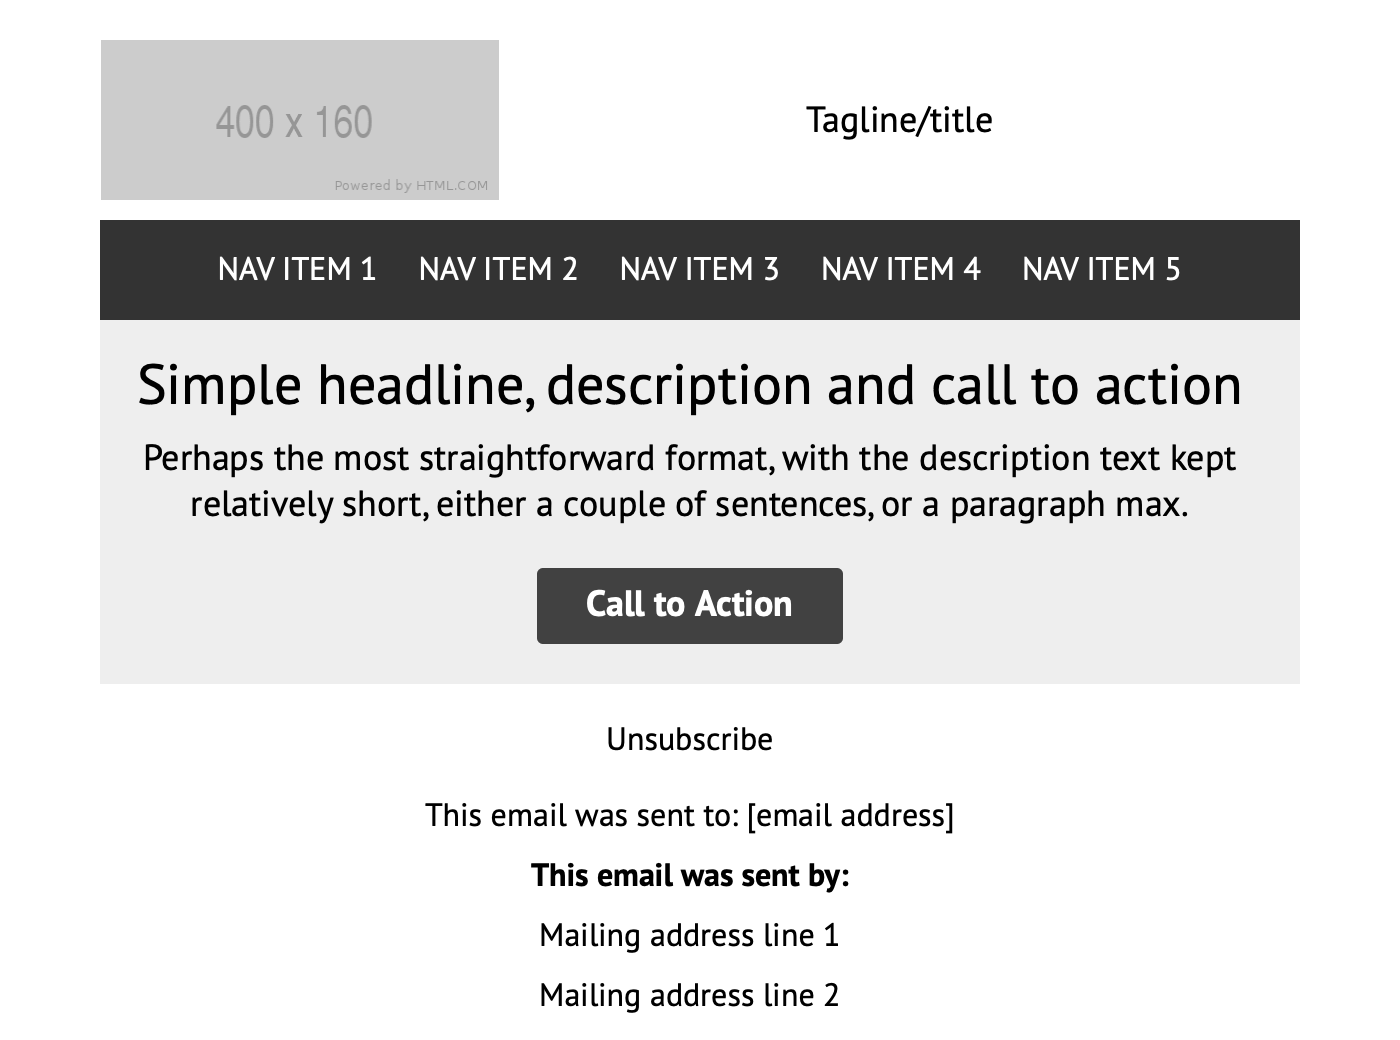 400 x 160
Powered by HTML.COM
Tagline/title
NAV ITEM 1 NAV ITEM 2 NAV ITEM 3 NAV ITEM 4 NAV ITEM 5
Simple headline, description and call to action
Perhaps the most straightforward format, with the description text kept
relatively short, either a couple of sentences, or a paragraph max.
Call to Action
Unsubscribe
This email was sent to: [email address]
This email was sent by:
Mailing address line 1
Mailing address line 2